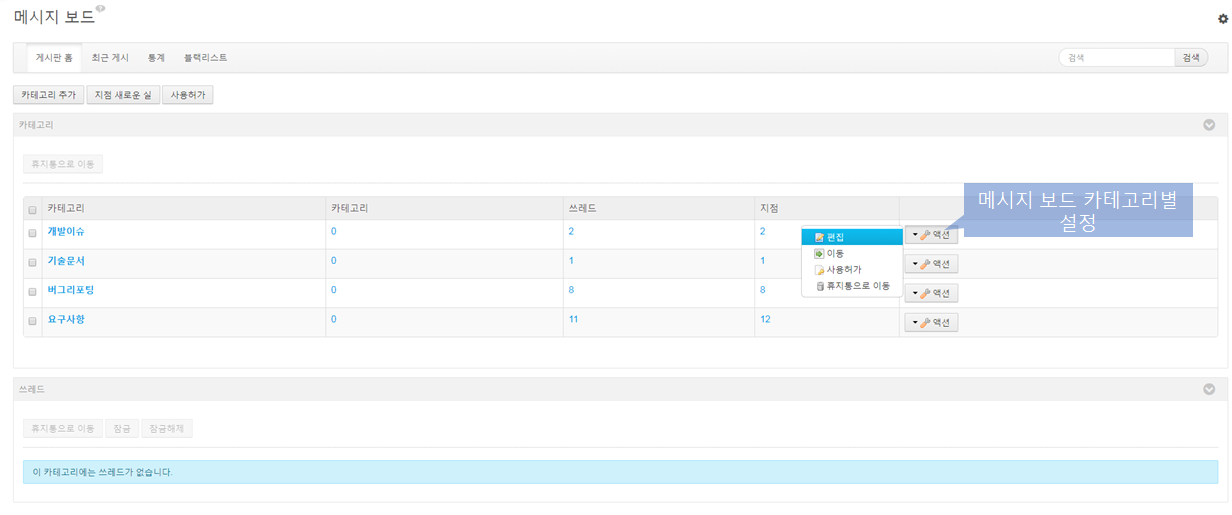 메시지 보드
게시판 홈 최근 게시 통계 블랙리스트 검색 검색
카테고리 추가 지점 새로운 실 사용허가
카테고리
휴지통으로 이동
메시지 보드 카테고리별
설정
카테고리 카테고리 쓰레드 지점
개발이슈 0 2 2 편집 액션
이동
기술문서 0 1 1 사용허가 액션
휴지통으로 이동
버그리포팅 0 8 8 액션
요구사항 0 11 12 액션
쓰레드
휴지통으로 이동 잠금 잠금해제
이 카테고리에는 쓰레드가 없습니다.